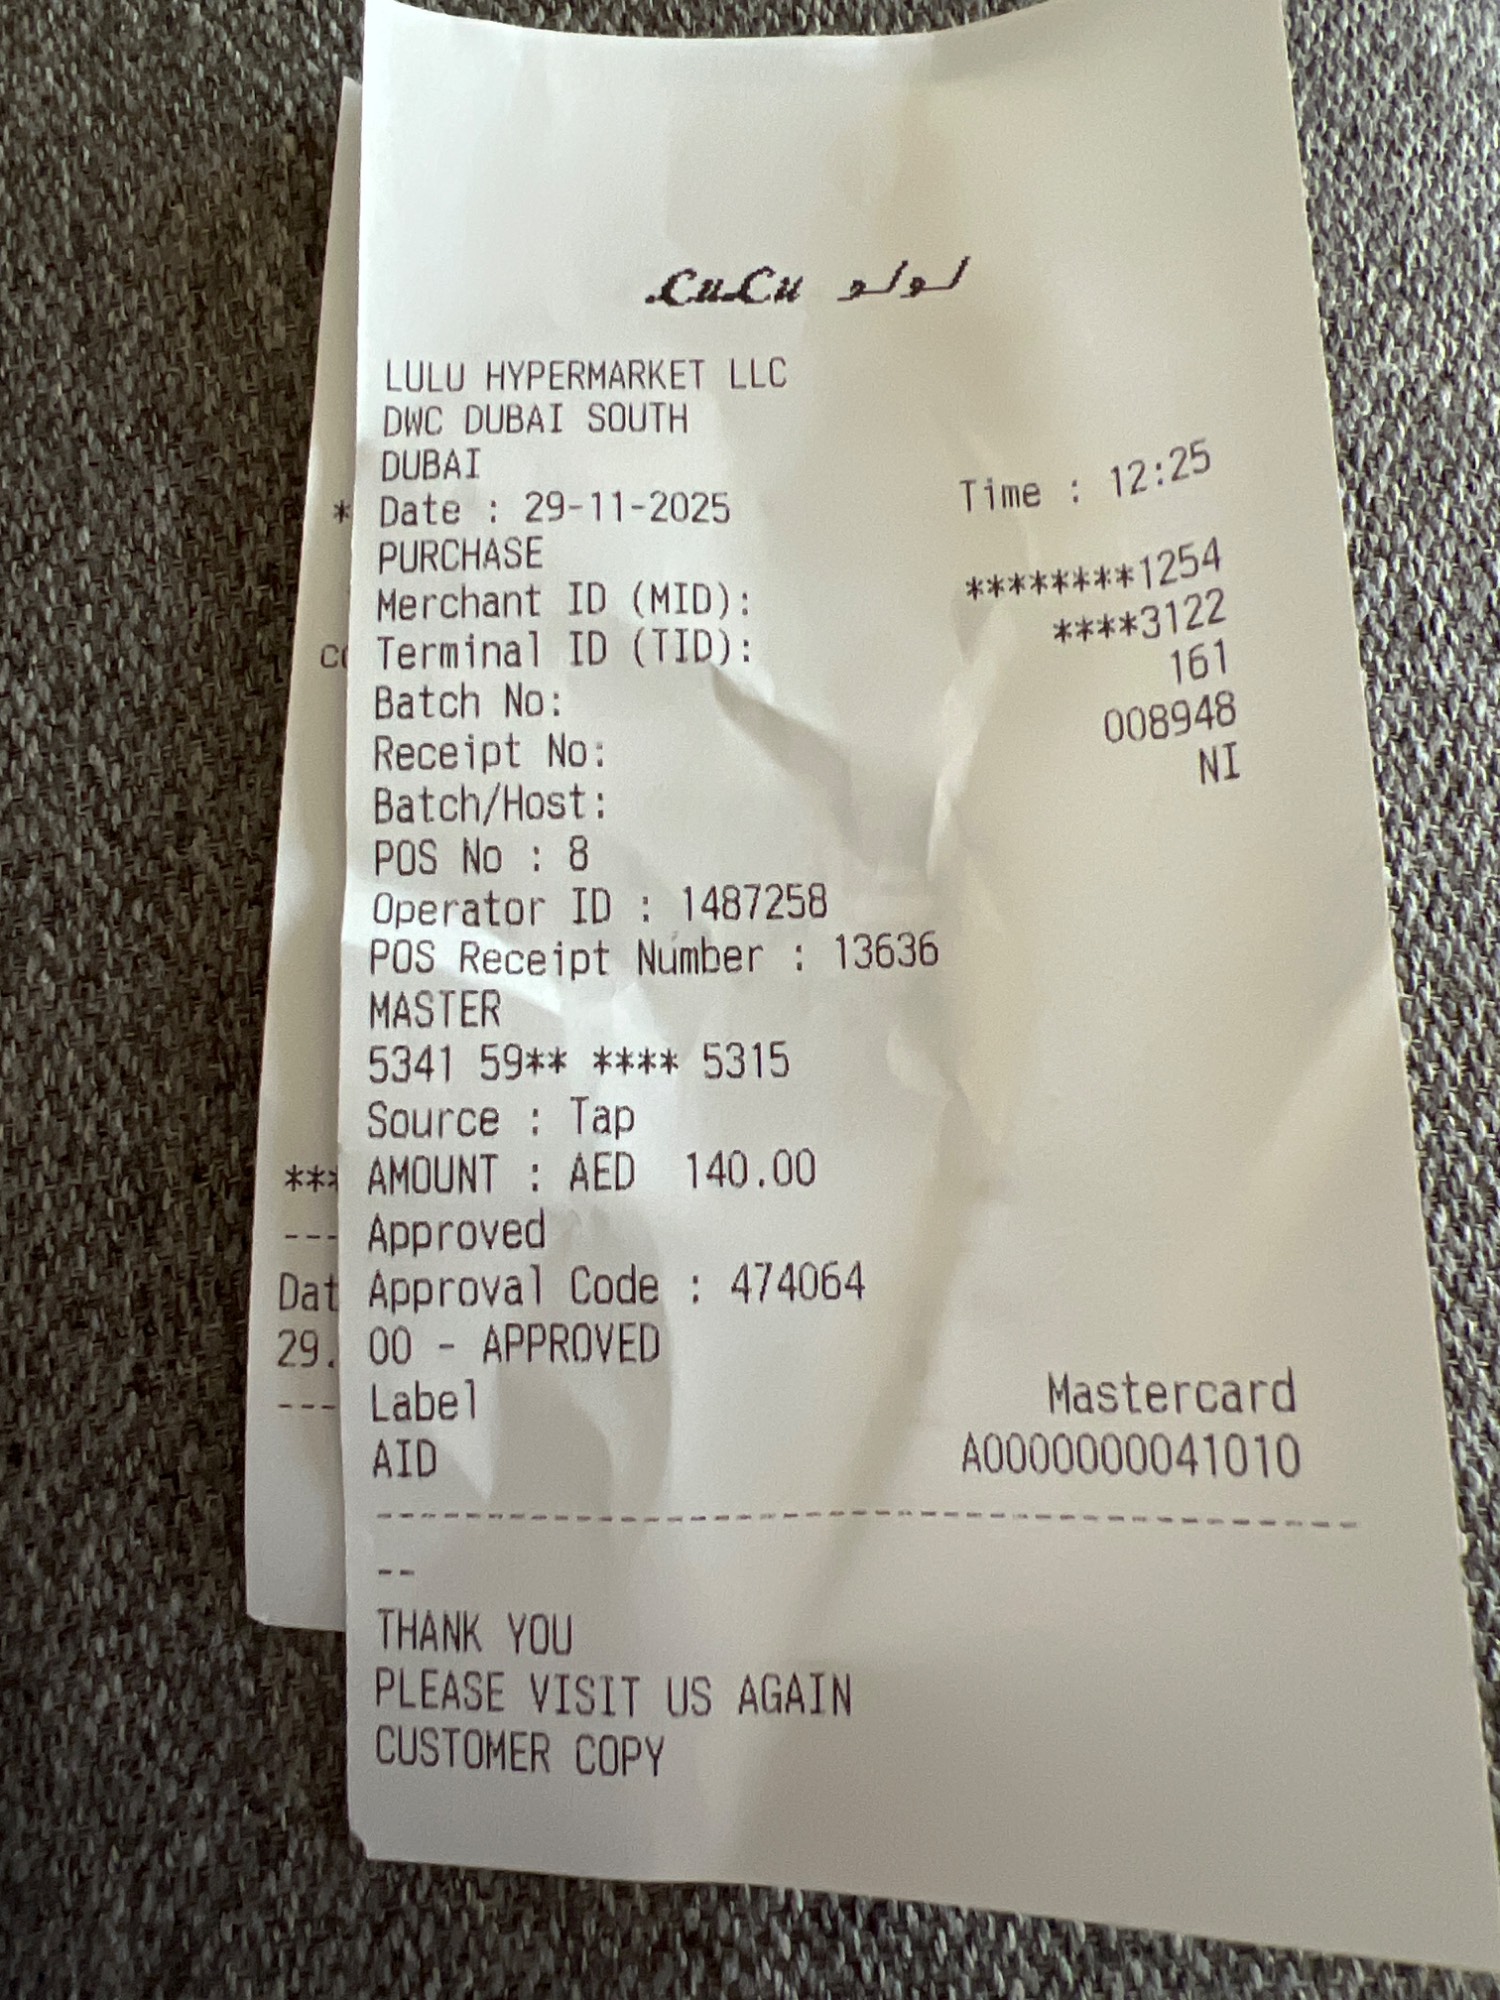 LuLu لولو
LULU HYPERMARKET LLC
DWC DUBAI SOUTH
DUBAI
Date : 29-11-2025 Time : 12:25
PURCHASE
Merchant ID (MID): ********1254
Terminal ID (TID): ****3122
Batch No: 161
Receipt No: 008948
Batch/Host: NI
POS No : 8
Operator ID : 1487258
POS Receipt Number : 13636
MASTER
5341 59** **** 5315
Source : Tap
AMOUNT : AED 140.00
Approved
Approval Code : 474064
00 - APPROVED
Label Mastercard
AID A0000000041010
--------------------------------------
--
THANK YOU
PLEASE VISIT US AGAIN
CUSTOMER COPY
*
***
---
Dat
29.
---